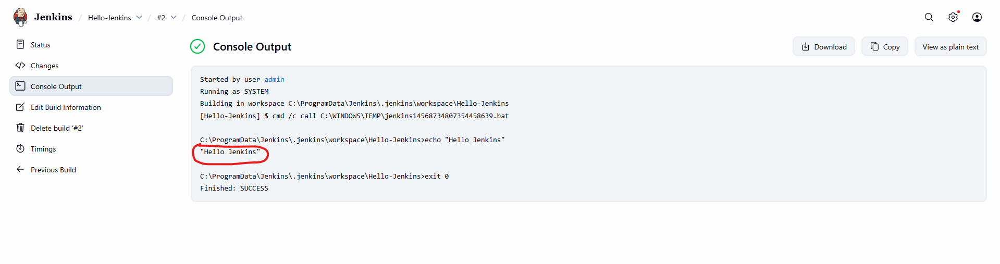 Jenkins / Hello-Jenkins / #2 / Console Output
Status
Changes
Console Output
Edit Build Information
Delete build ‘#2’
Timings
Previous Build
Console Output
Download
Copy
View as plain text
Started by user admin
Running as SYSTEM
Building in workspace C:\ProgramData\Jenkins\.jenkins\workspace\Hello-Jenkins
[Hello-Jenkins] $ cmd /c call C:\WINDOWS\TEMP\jenkins14568734807354458639.bat
C:\ProgramData\Jenkins\.jenkins\workspace\Hello-Jenkins>echo "Hello Jenkins"
"Hello Jenkins"
C:\ProgramData\Jenkins\.jenkins\workspace\Hello-Jenkins>exit 0
Finished: SUCCESS